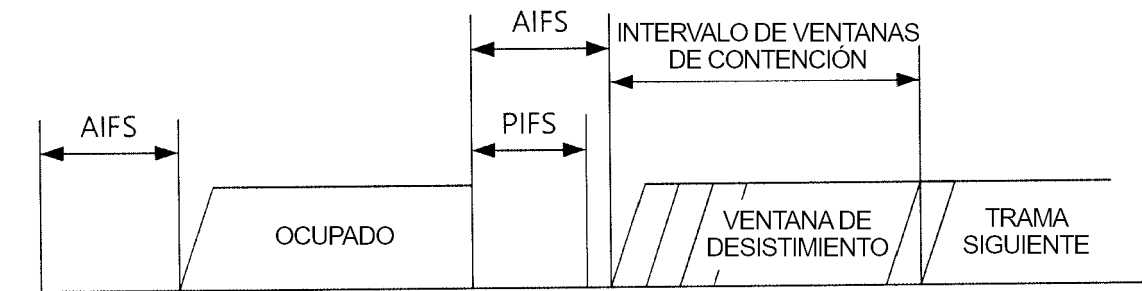 AIFS
INTERVALO DE VENTANAS
DE CONTENCIÓN
AIFS
PIFS
OCUPADO
VENTANA DE
DESISTIMIENTO
TRAMA
SIGUIENTE